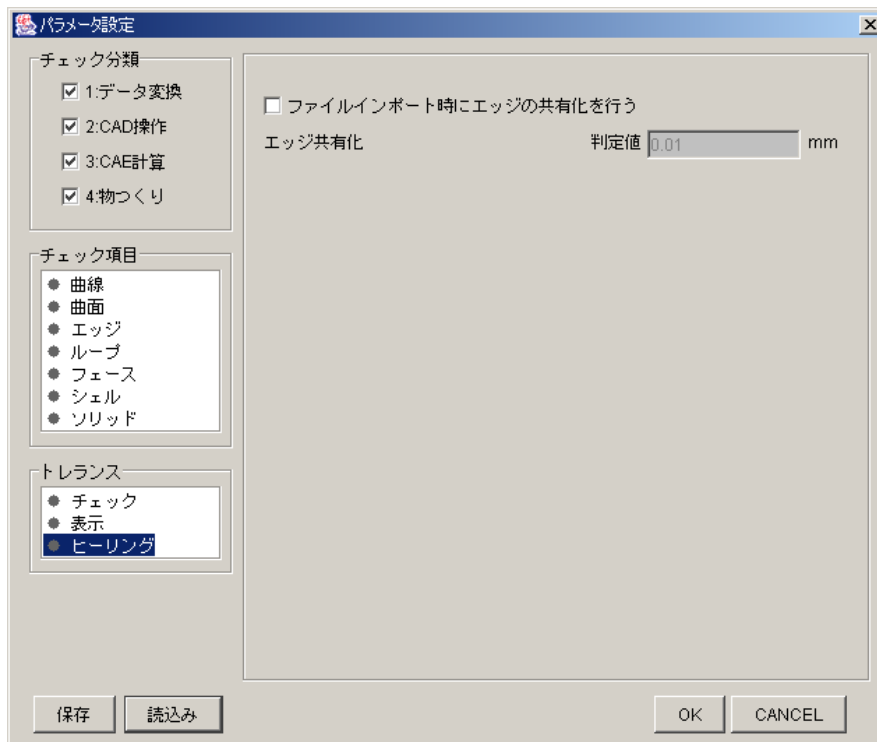 パラメータ設定
チェック分類
1:データ変換
2:CAD操作
3:CAE計算
4:物つくり
ファイルインポート時にエッジの共有化を行う
エッジ共有化 判定値 0.01 mm
チェック項目
曲線
曲面
エッジ
ループ
フェース
シェル
ソリッド
トレランス
チェック
表示
ヒーリング
保存 読込み OK CANCEL